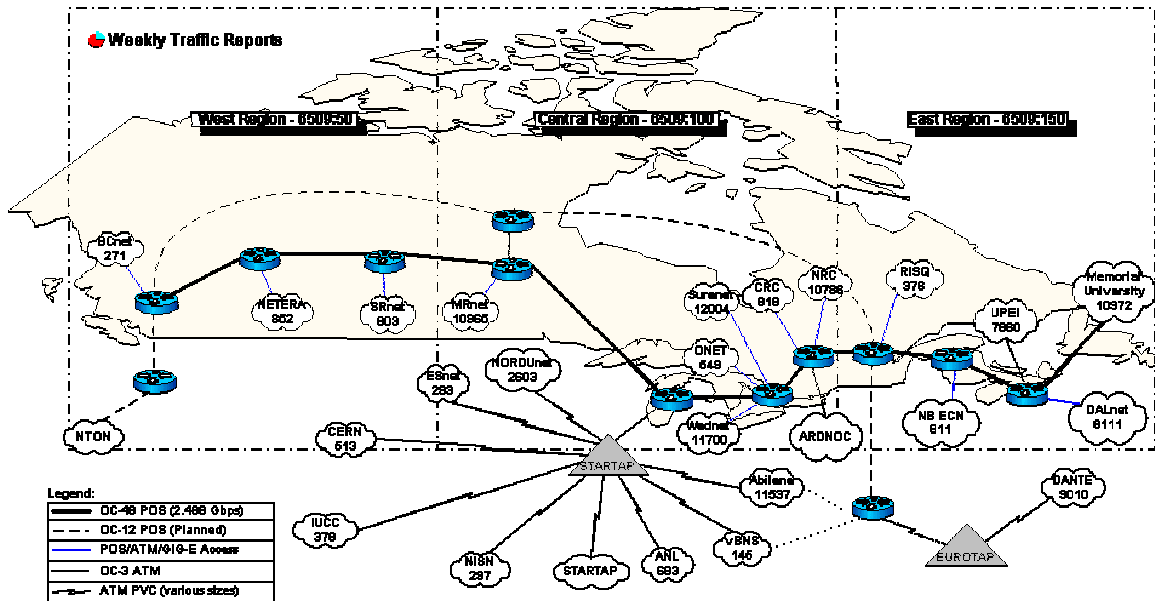 Weekly Traffic Reports
West Region - 6509:50
Central Region - 6509:100
East Region - 6509:150
BCnet
271
NETERA
852
SRnet
803
MRnet
10965
Surenet
12004
CRC
818
NRC
10786
RISQ
376
Memorial
University
10972
UPEI
7660
ONET
549
Wednet
11700
ARDNOC
NB ECN
611
DALnet
6111
NTON
ESnet
293
NORDUnet
2603
CERN
513
STARTAP
Abilene
11537
DANTE
9010
IUCC
378
NISN
297
STARTAP
ANL
683
vBNS
145
EUROTAP
Legend:
OC-48 POS (2.488 Gbps)
OC-12 POS (Planned)
POS/ATM/GIG-E Access
OC-3 ATM
ATM PVC (various sizes)